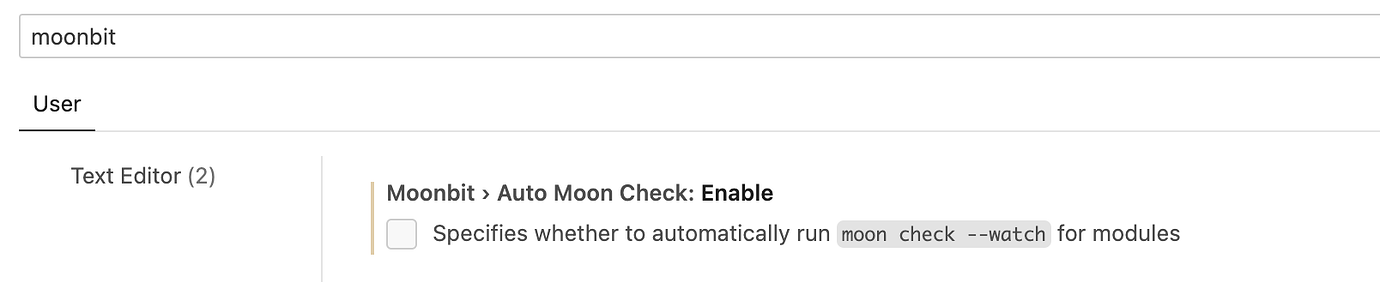 moonbit
User
Text Editor (2)
Moonbit › Auto Moon Check: Enable
Specifies whether to automatically run moon check --watch for modules